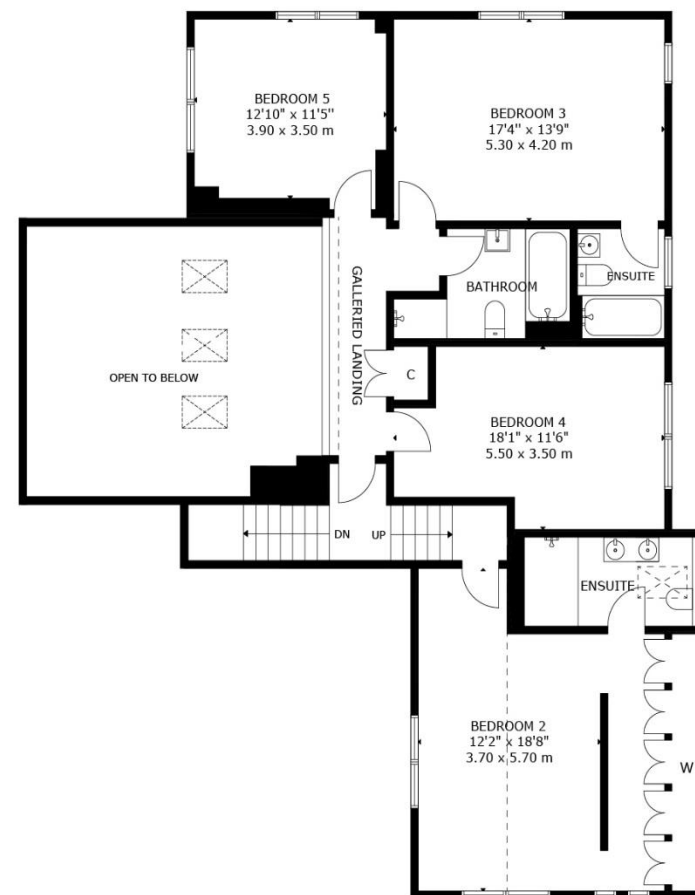 BEDROOM 5
12'10" x 11'5"
3.90 x 3.50 m
BEDROOM 3
17'4" x 13'9"
5.30 x 4.20 m
GALLERIED LANDING
BATHROOM
ENSUITE
OPEN TO BELOW
C
BEDROOM 4
18'1" x 11'6"
5.50 x 3.50 m
DN
UP
ENSUITE
BEDROOM 2
12'2" x 18'8"
3.70 x 5.70 m
W